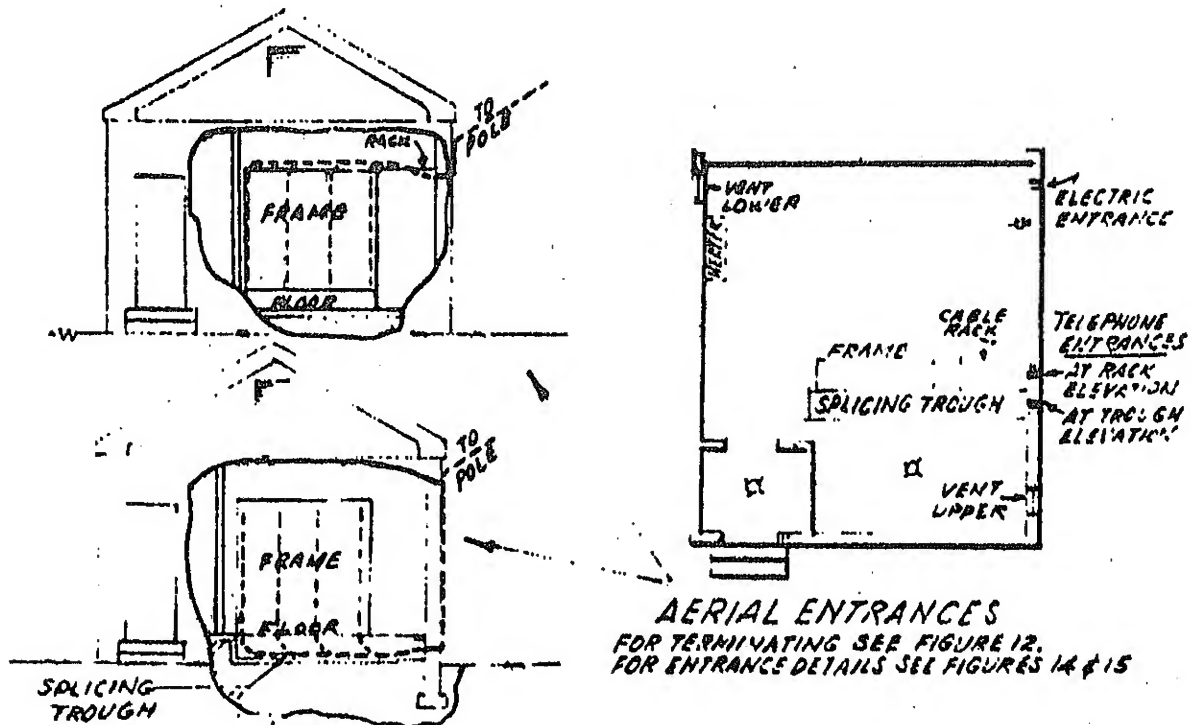 TO
POLE
RACK
FRAME
FLOOR
TO
POLE
FRAME
FLOOR
SPLICING
TROUGH
VENT
LOWER
HEATER
ELECTRIC
ENTRANCE
CABLE
RACK
TELEPHONE
ENTRANCES
FRAME
AT RACK
ELEVATION
SPLICING TROUGH
AT TROUGH
ELEVATION
VENT
UPPER
AERIAL ENTRANCES
FOR TERMINATING SEE FIGURE 12.
FOR ENTRANCE DETAILS SEE FIGURES 14 & 15